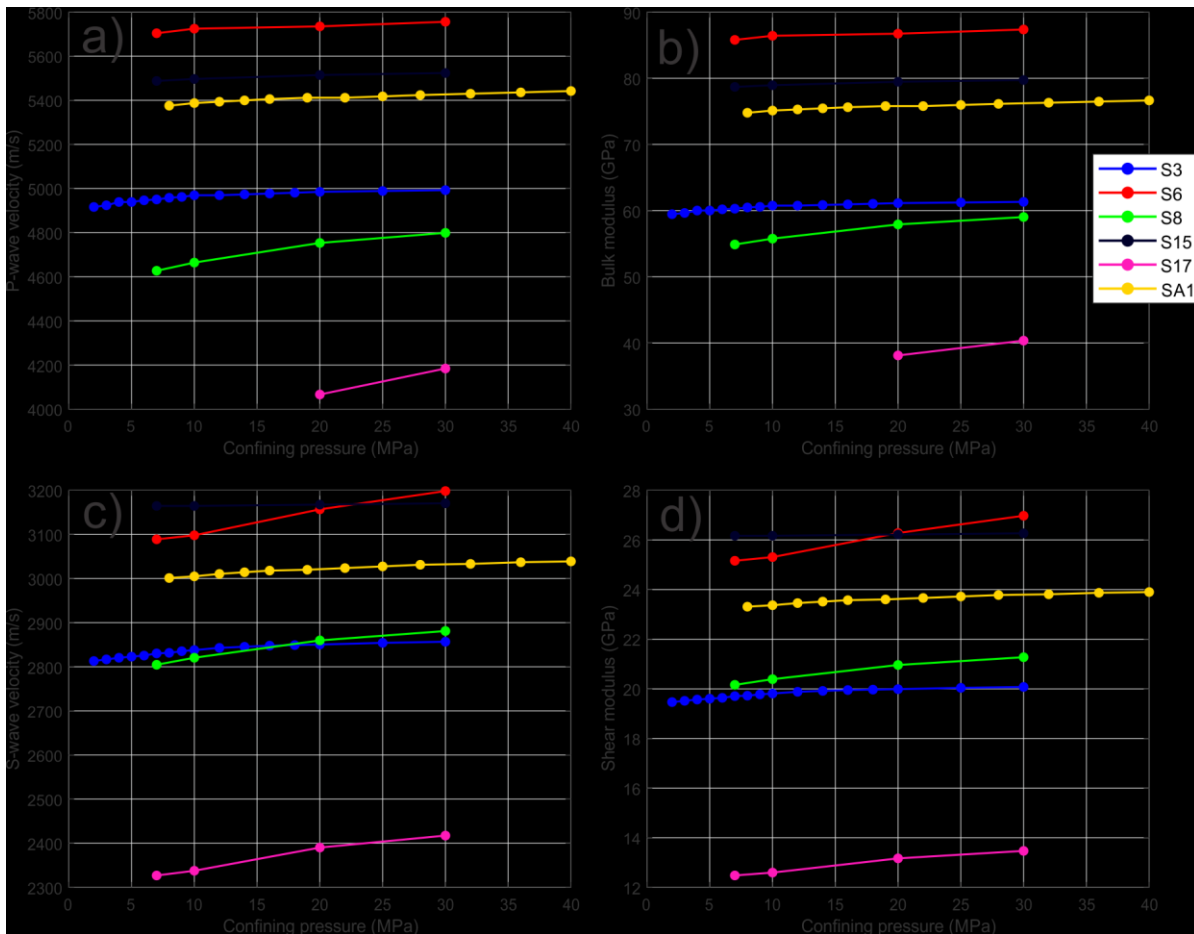 a)
5800
5600
5400
5200
5000
4800
4600
4400
4200
4000
P-wave velocity (m/s)
0 5 10 15 20 25 30 35 40
Confining pressure (MPa)
b)
90
80
70
60
50
40
30
Bulk modulus (GPa)
0 5 10 15 20 25 30 35 40
Confining pressure (MPa)
S3
S6
S8
S15
S17
SA1
c)
3200
3100
3000
2900
2800
2700
2600
2500
2400
2300
S-wave velocity (m/s)
0 5 10 15 20 25 30 35 40
Confining pressure (MPa)
d)
28
26
24
22
20
18
16
14
12
Shear modulus (GPa)
0 5 10 15 20 25 30 35 40
Confining pressure (MPa)